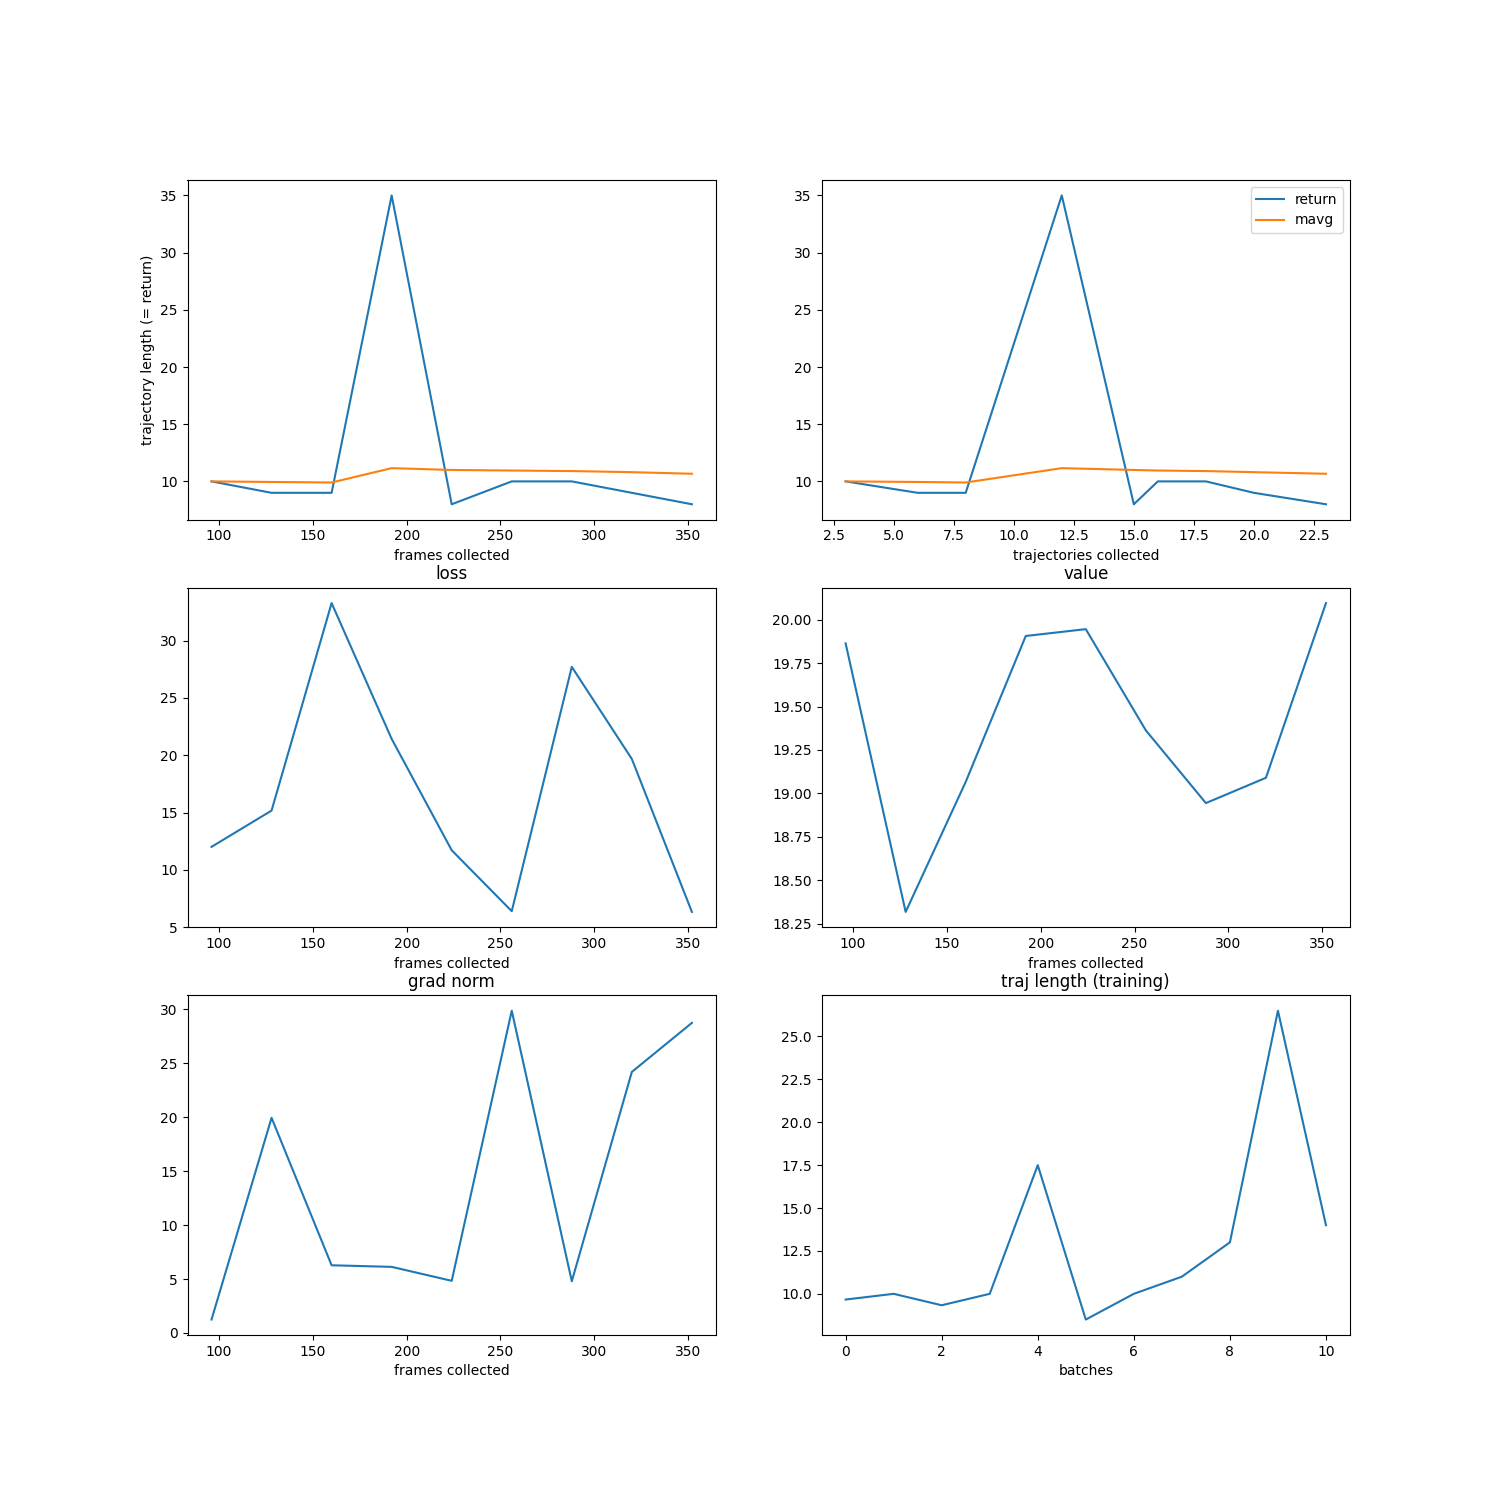 35
30
25
20
15
10
trajectory length (= return)
100 150 200 250 300 350
frames collected
35
30
25
20
15
10
return
mavg
2.5 5.0 7.5 10.0 12.5 15.0 17.5 20.0 22.5
trajectories collected
loss
30
25
20
15
10
5
100 150 200 250 300 350
frames collected
value
20.00
19.75
19.50
19.25
19.00
18.75
18.50
18.25
100 150 200 250 300 350
frames collected
grad norm
30
25
20
15
10
5
0
100 150 200 250 300 350
frames collected
traj length (training)
25.0
22.5
20.0
17.5
15.0
12.5
10.0
0 2 4 6 8 10
batches